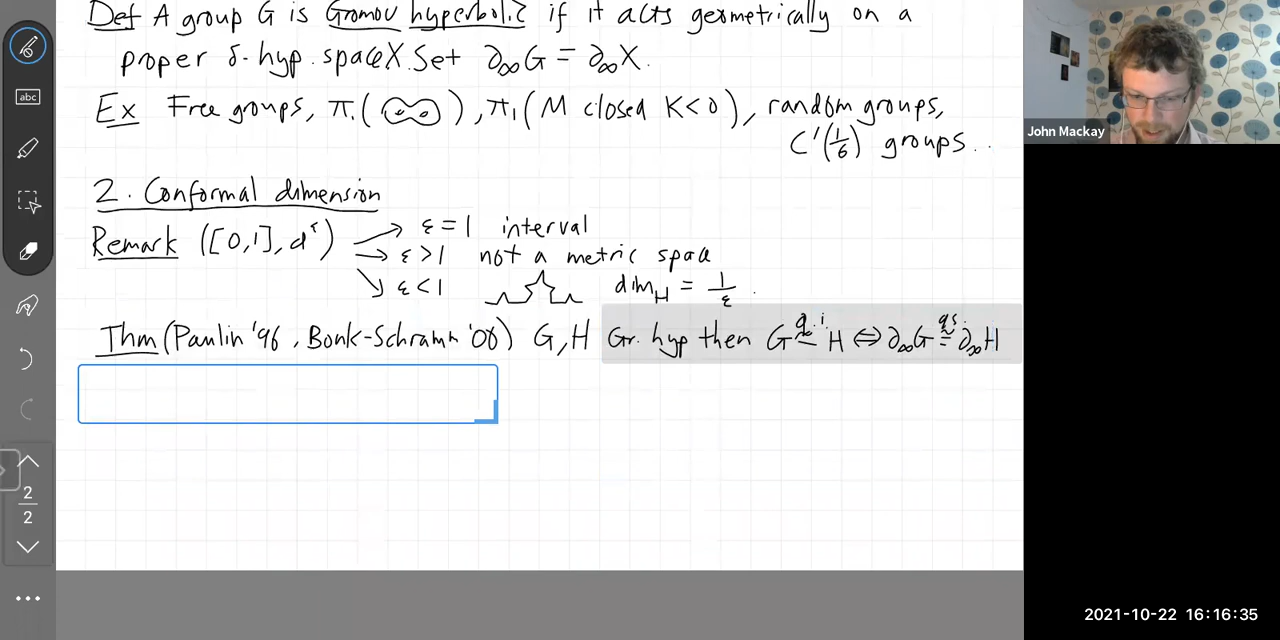 Def A group G is Gromov hyperbolic if it acts geometrically on a
proper δ-hyp. space X. Set ∂∞G = ∂∞X.
Ex Free groups, π₁( ), π₁(M closed K<0), random groups,
C'(1/6) groups..
John Mackay
abc
2. Conformal dimension
Remark ([0,1], d^ε) → ε=1 interval
→ ε>1 not a metric space
↘ ε<1 dim_H = 1/ε.
Thm (Paulin '96, Bonk-Schramm '00) G, H Gr. hyp then G q.i. ≃ H ⇔ ∂∞G qs. ≅ ∂∞H
2
2
2021-10-22 16:16:35